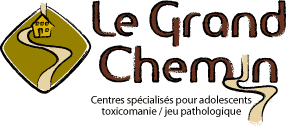 Le Grand
Chemin
Centres spécialisés pour adolescents
toxicomanie / jeu pathologique